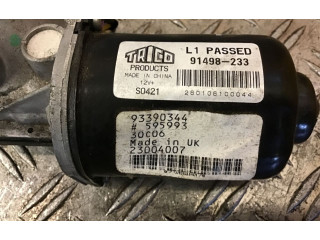 TRICO
PRODUCTS
MADE IN CHINA
12V
S0421
L1 PASSED
91498-233
280108100044
93390344
# 595993
30C06
Made in UK
23004007